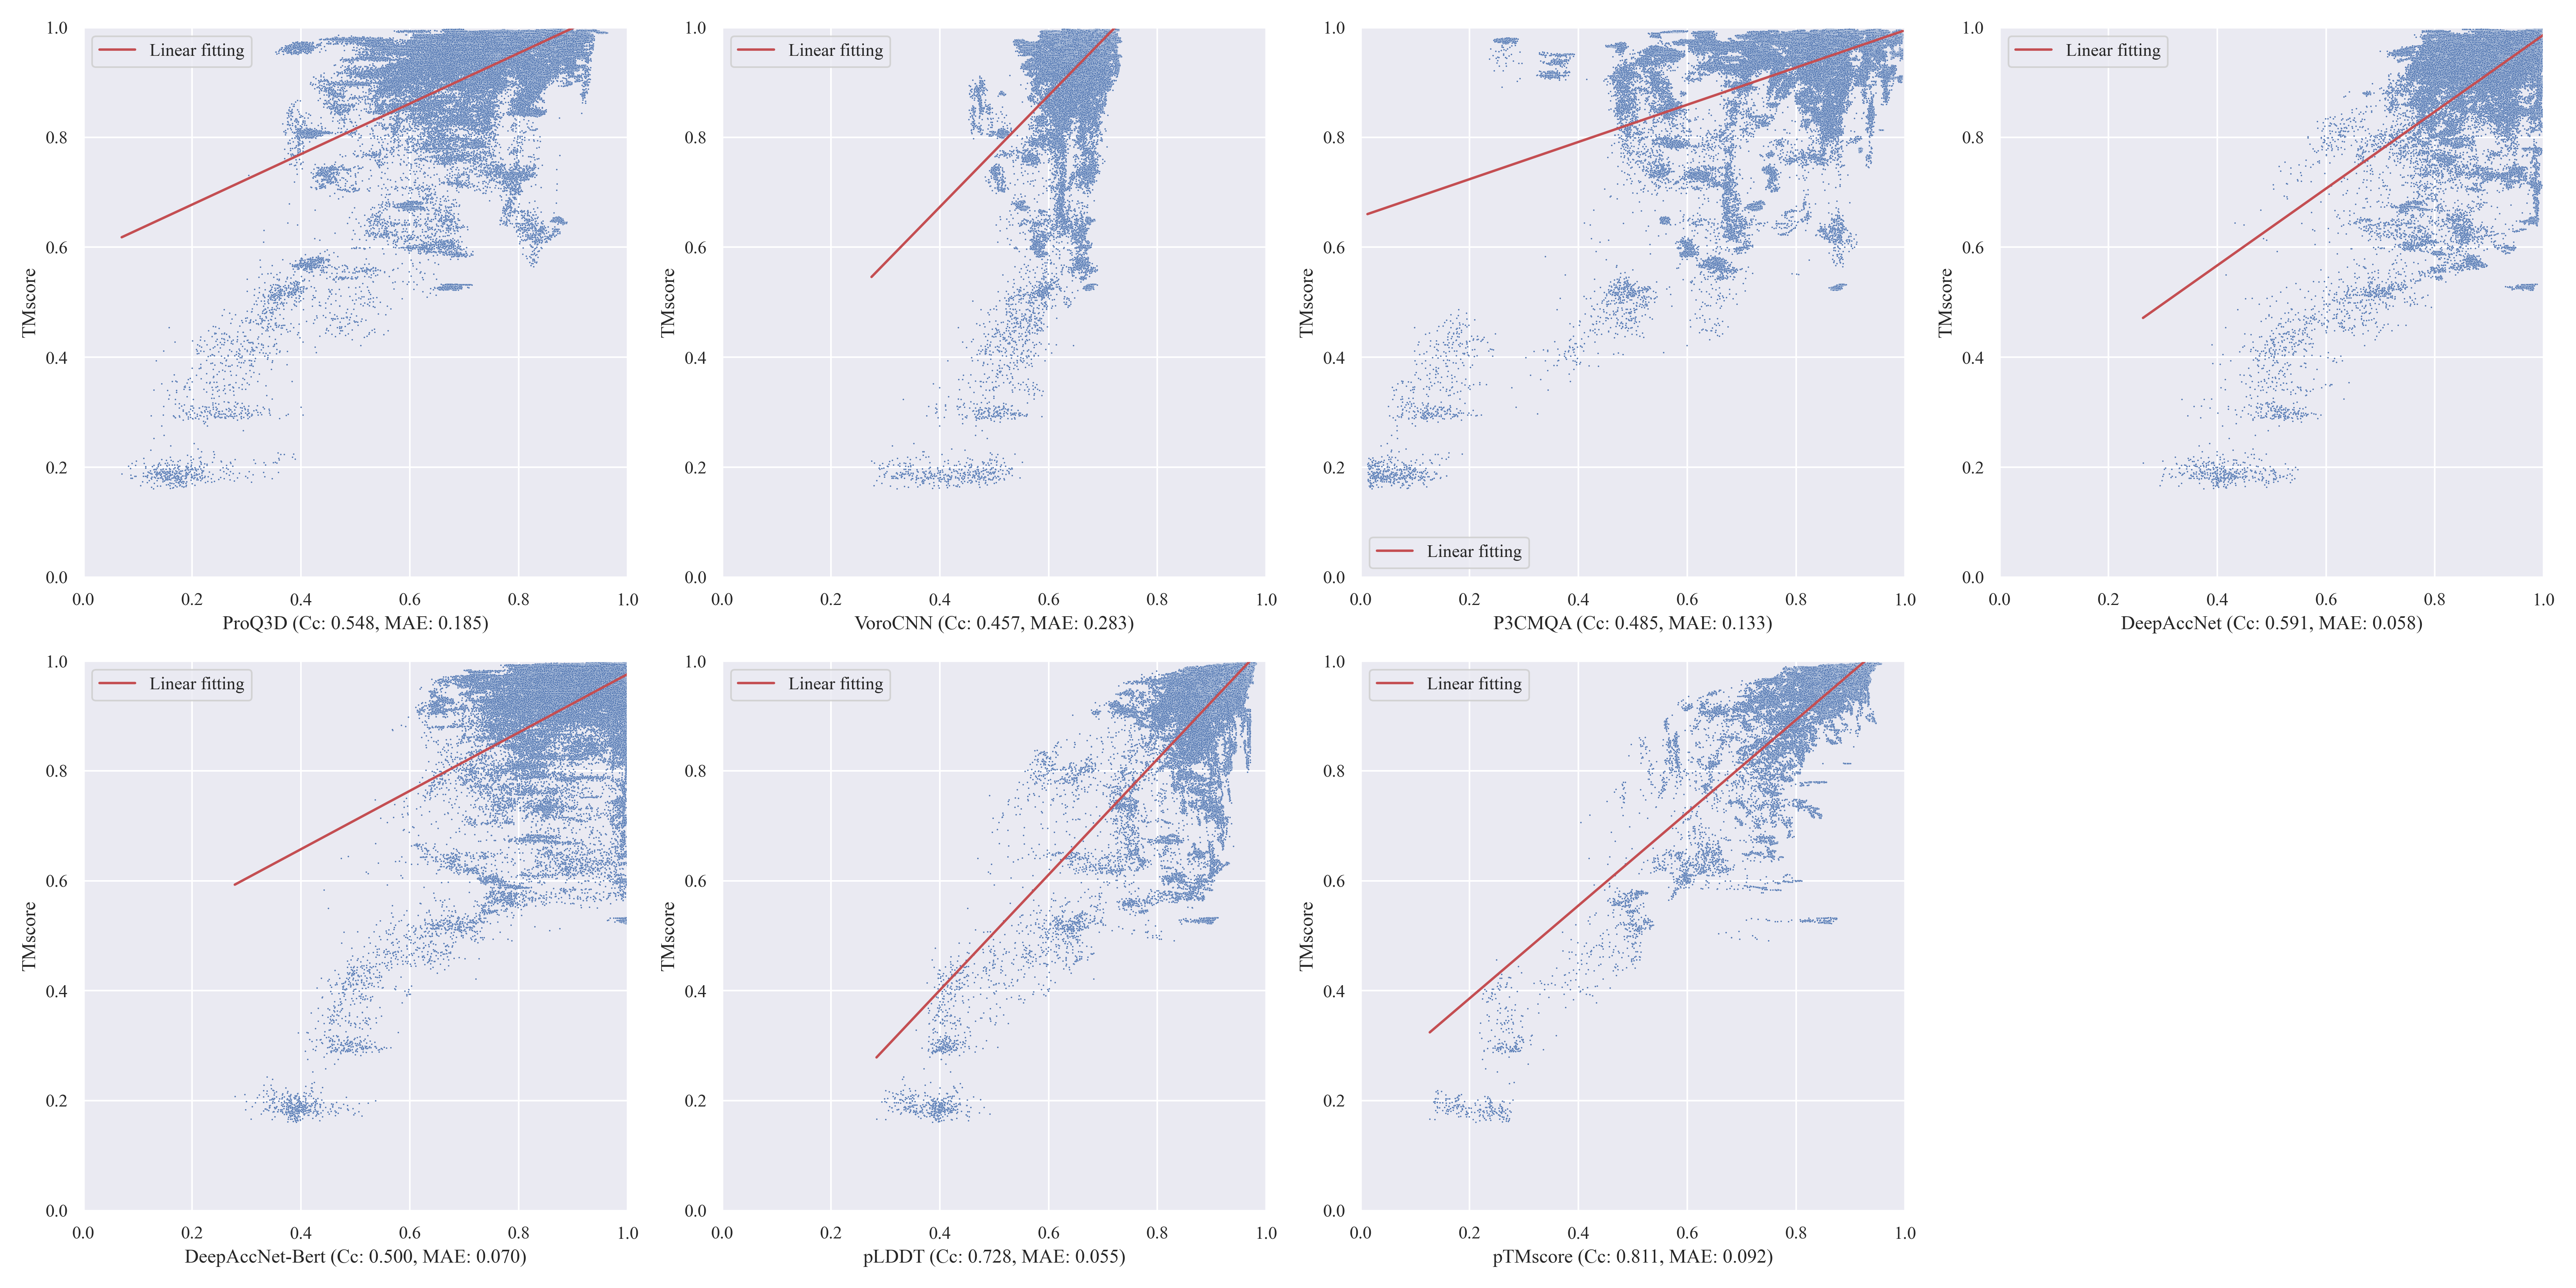 1.0
0.8
0.6
0.4
0.2
0.0
TMscore
Linear fitting
0.0 0.2 0.4 0.6 0.8 1.0
ProQ3D (Cc: 0.548, MAE: 0.185)
1.0
0.8
0.6
0.4
0.2
0.0
TMscore
Linear fitting
0.0 0.2 0.4 0.6 0.8 1.0
VoroCNN (Cc: 0.457, MAE: 0.283)
1.0
0.8
0.6
0.4
0.2
0.0
TMscore
Linear fitting
0.0 0.2 0.4 0.6 0.8 1.0
P3CMQA (Cc: 0.485, MAE: 0.133)
1.0
0.8
0.6
0.4
0.2
0.0
TMscore
Linear fitting
0.0 0.2 0.4 0.6 0.8 1.0
DeepAccNet (Cc: 0.591, MAE: 0.058)
1.0
0.8
0.6
0.4
0.2
0.0
TMscore
Linear fitting
0.0 0.2 0.4 0.6 0.8 1.0
DeepAccNet-Bert (Cc: 0.500, MAE: 0.070)
1.0
0.8
0.6
0.4
0.2
0.0
TMscore
Linear fitting
0.0 0.2 0.4 0.6 0.8 1.0
pLDDT (Cc: 0.728, MAE: 0.055)
1.0
0.8
0.6
0.4
0.2
0.0
TMscore
Linear fitting
0.0 0.2 0.4 0.6 0.8 1.0
pTMscore (Cc: 0.811, MAE: 0.092)